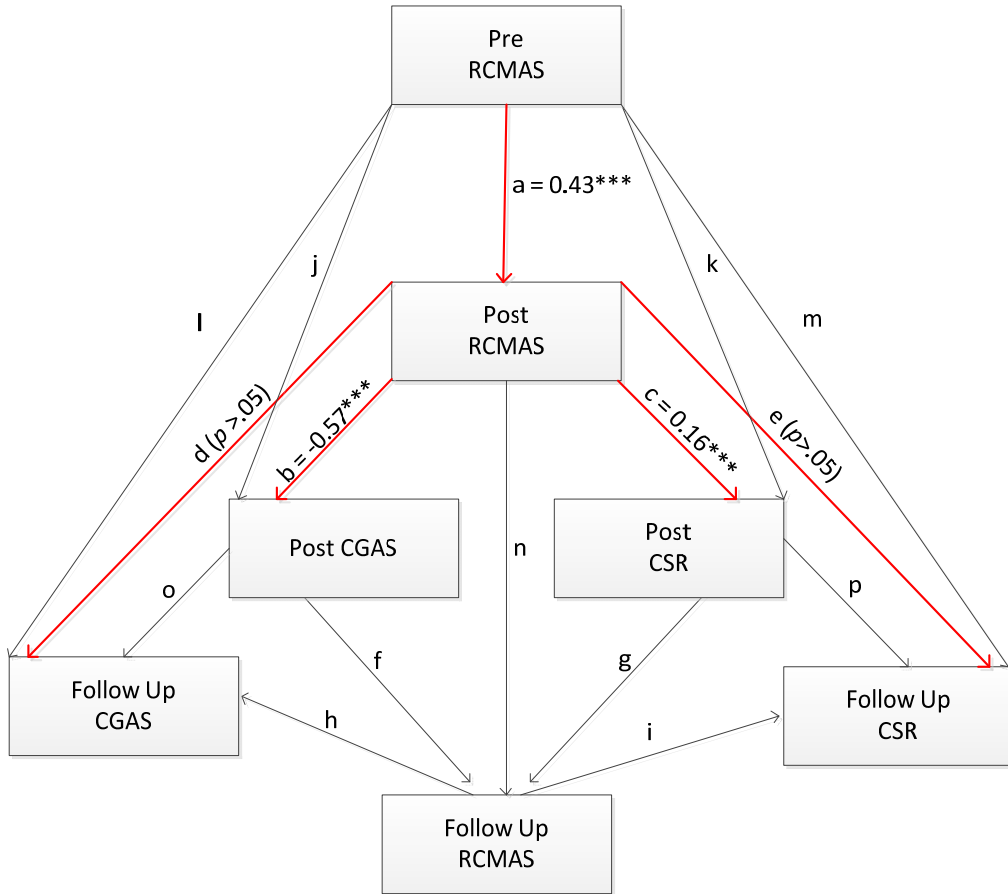 Pre
RCMAS
a = 0.43***
j
k
l
m
Post
RCMAS
d (p >.05)
b = -0.57***
c = 0.16***
e (p>.05)
Post CGAS
n
Post
CSR
o
p
f
g
Follow Up
CGAS
h
i
Follow Up
CSR
Follow Up
RCMAS